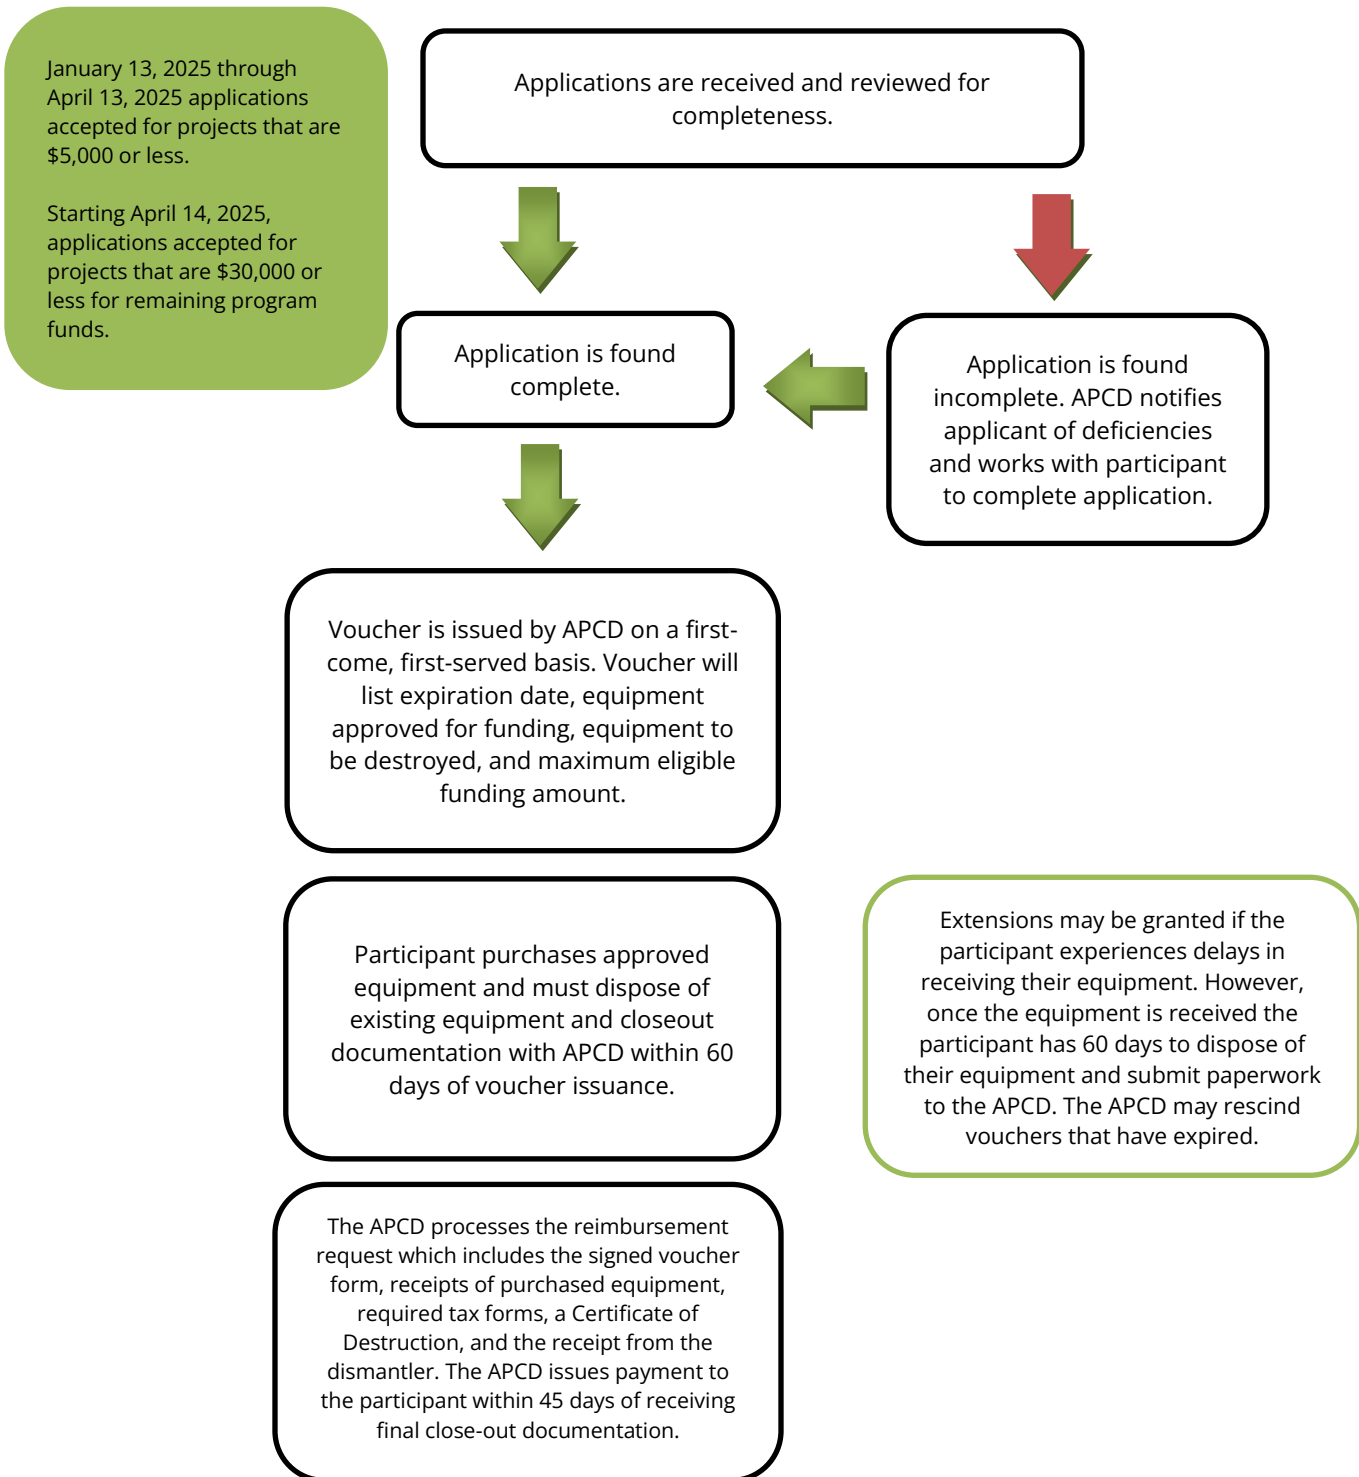 January 13, 2025 through
April 13, 2025 applications
accepted for projects that are
$5,000 or less.
Starting April 14, 2025,
applications accepted for
projects that are $30,000 or
less for remaining program
funds.
Applications are received and reviewed for
completeness.
Application is found
complete.
Application is found
incomplete. APCD notifies
applicant of deficiencies
and works with participant
to complete application.
Voucher is issued by APCD on a first-
come, first-served basis. Voucher will
list expiration date, equipment
approved for funding, equipment to
be destroyed, and maximum eligible
funding amount.
Participant purchases approved
equipment and must dispose of
existing equipment and closeout
documentation with APCD within 60
days of voucher issuance.
Extensions may be granted if the
participant experiences delays in
receiving their equipment. However,
once the equipment is received the
participant has 60 days to dispose of
their equipment and submit paperwork
to the APCD. The APCD may rescind
vouchers that have expired.
The APCD processes the reimbursement
request which includes the signed voucher
form, receipts of purchased equipment,
required tax forms, a Certificate of
Destruction, and the receipt from the
dismantler. The APCD issues payment to
the participant within 45 days of receiving
final close-out documentation.